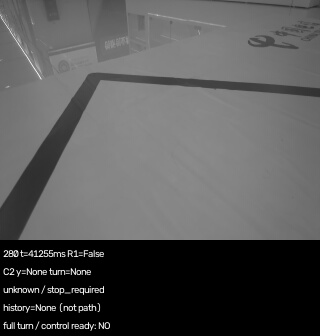 280 t=41255ms R1=False
C2 y=None turn=None
unknown / stop_required
history=None (not path)
full turn / control ready: NO